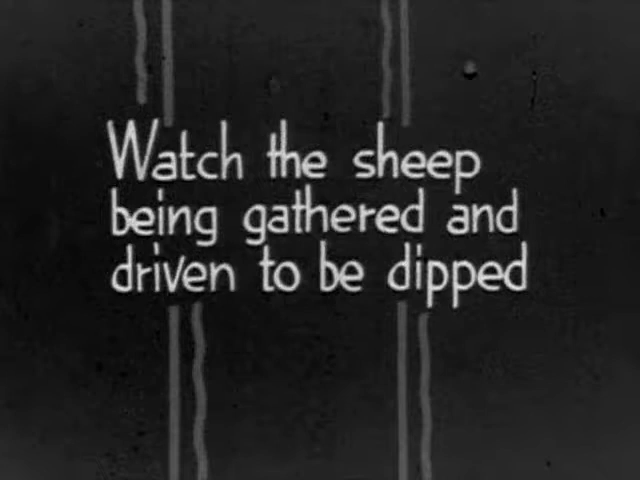 Watch the sheep
being gathered and
driven to be dipped